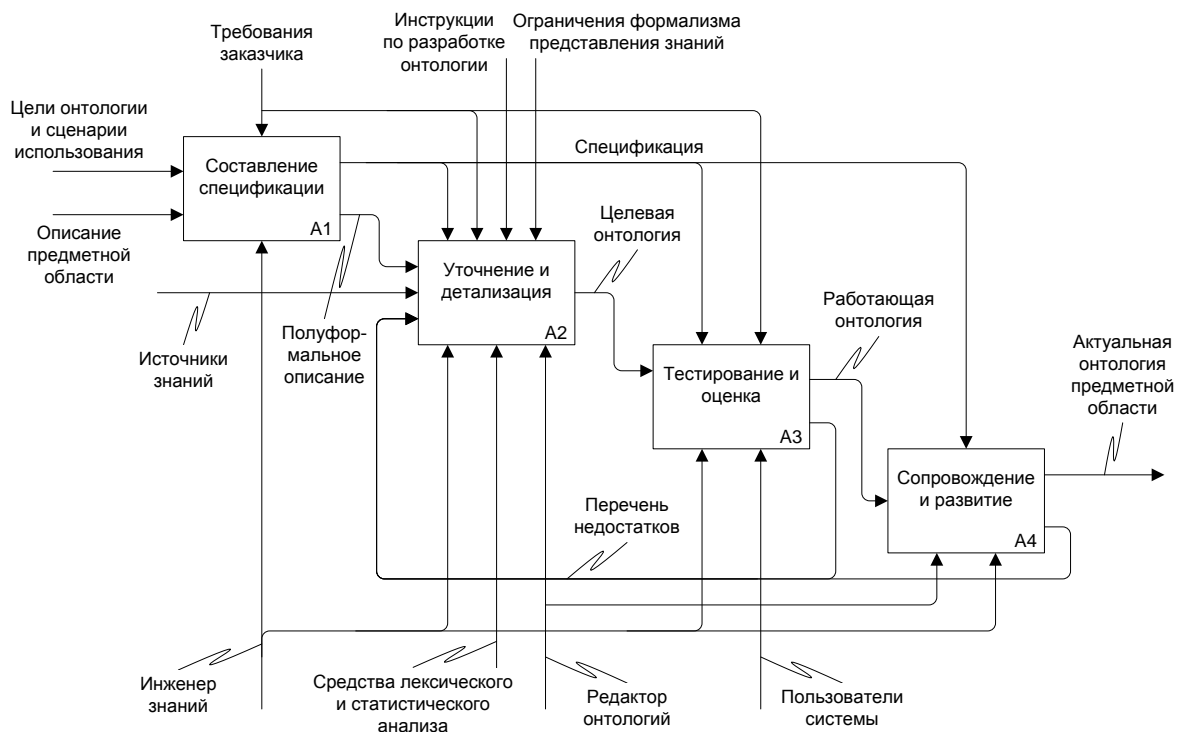 Требования
заказчика
Инструкции
по разработке
онтологии
Ограничения формализма
представления знаний
Цели онтологии
и сценарии
использования
Составление
спецификации
A1
Спецификация
Описание
предметной
области
Целевая
онтология
Уточнение и
детализация
A2
Источники
знаний
Полуфор-
мальное
описание
Работающая
онтология
Тестирование и
оценка
A3
Актуальная
онтология
предметной
области
Сопровождение
и развитие
A4
Перечень
недостатков
Инженер
знаний
Средства лексического
и статистического
анализа
Редактор
онтологий
Пользователи
системы